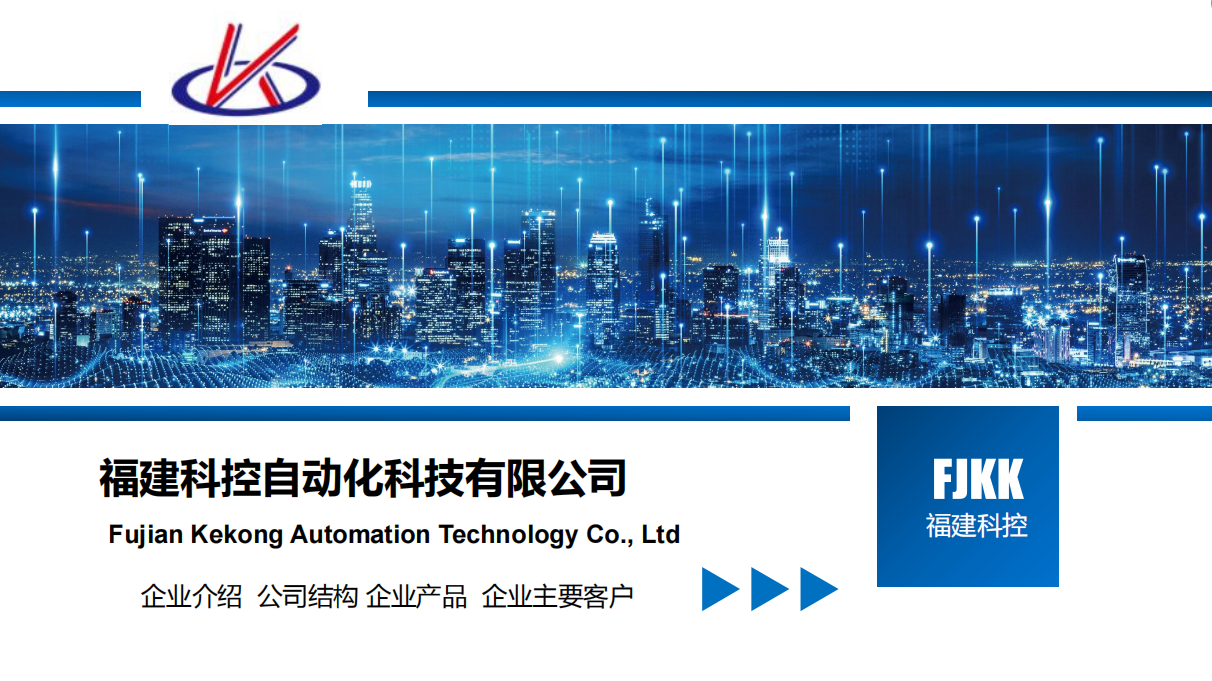 福建科控自动化科技有限公司
Fujian Kekong Automation Technology Co., Ltd
企业介绍 公司结构 企业产品 企业主要客户
FJKK
福建科控